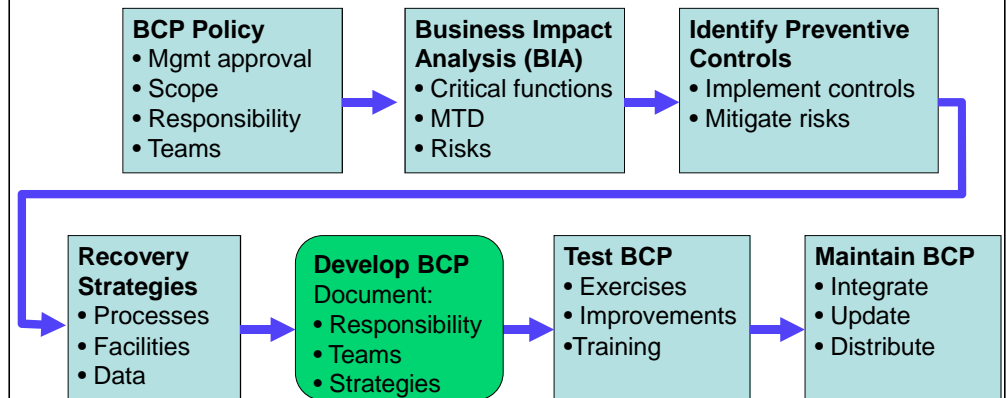 BCP Policy
• Mgmt approval
• Scope
• Responsibility
• Teams
Business Impact
Analysis (BIA)
• Critical functions
• MTD
• Risks
Identify Preventive
Controls
• Implement controls
• Mitigate risks
Recovery
Strategies
• Processes
• Facilities
• Data
Develop BCP
Document:
• Responsibility
• Teams
• Strategies
Test BCP
• Exercises
• Improvements
•Training
Maintain BCP
• Integrate
• Update
• Distribute